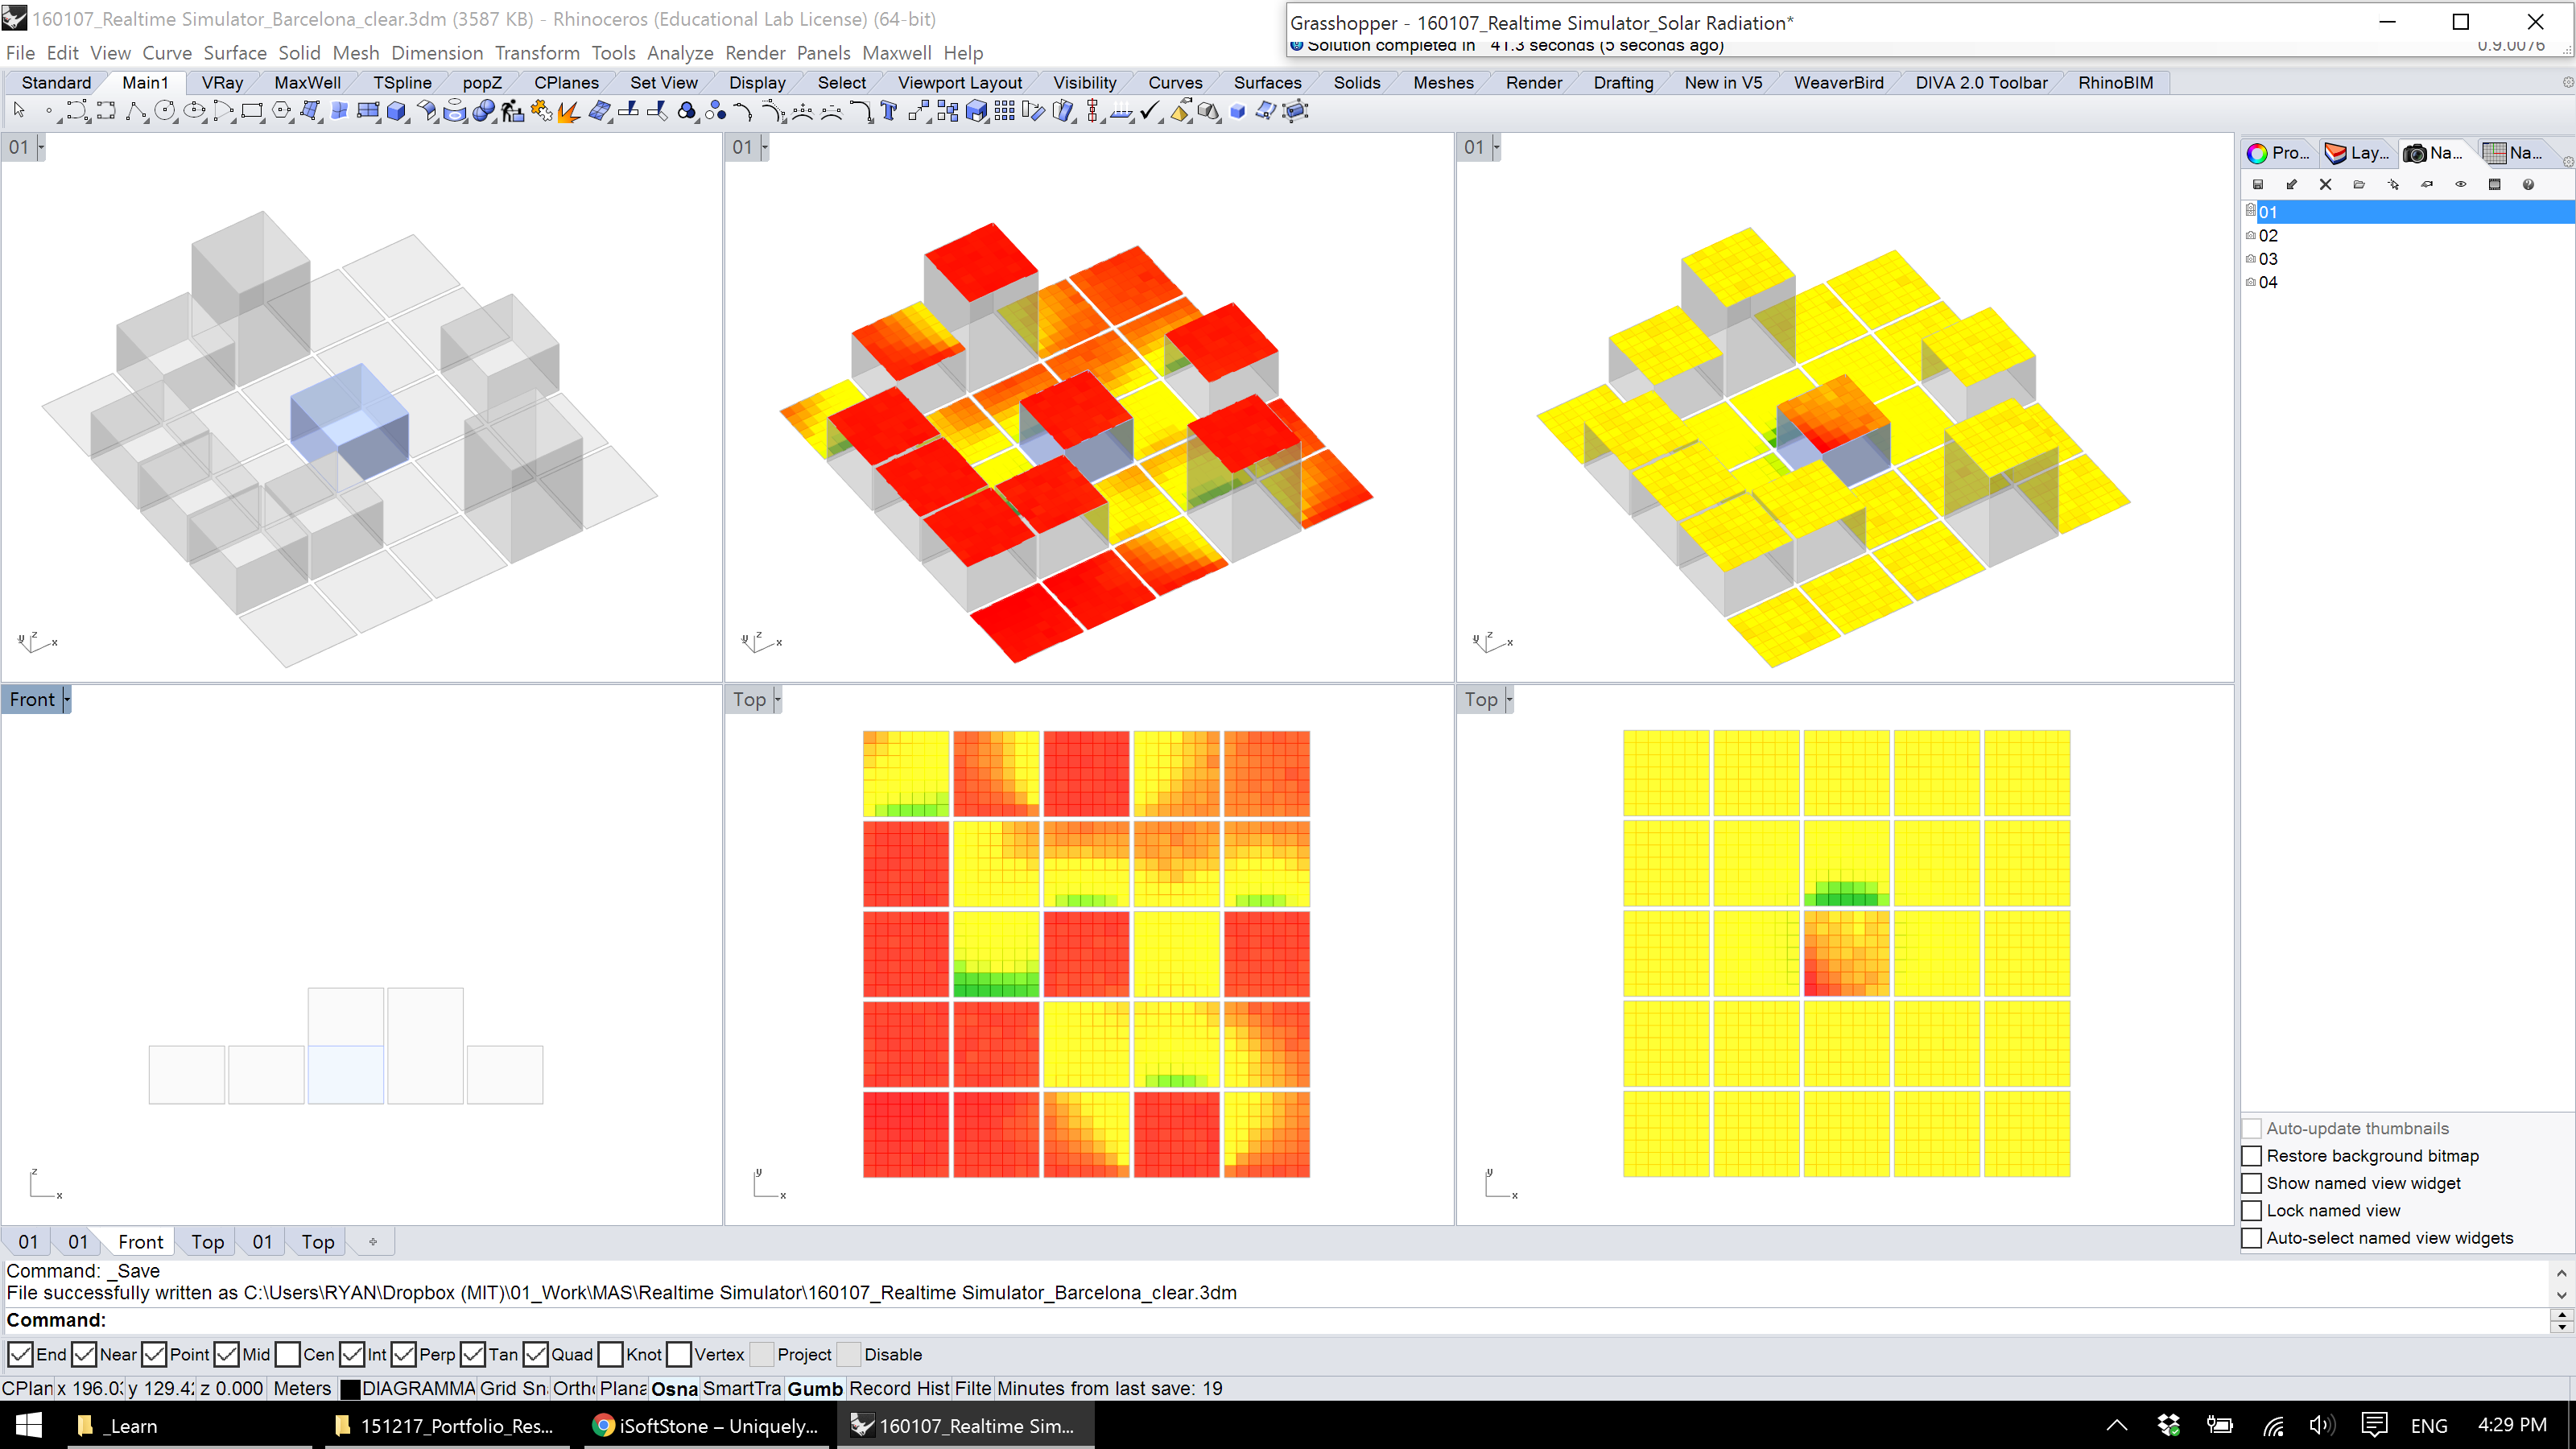 160107_Realtime Simulator_Barcelona_clear.3dm (3587 KB) - Rhinoceros (Educational Lab License) (64-bit)
Grasshopper - 160107_Realtime Simulator_Solar Radiation*
Solution completed in ~41.3 seconds (5 seconds ago)
0.9.0076
File Edit View Curve Surface Solid Mesh Dimension Transform Tools Analyze Render Panels Maxwell Help
Standard Main1 VRay MaxWell TSpline popZ CPlanes Set View Display Select Viewport Layout Visibility Curves Surfaces Solids Meshes Render Drafting New in V5 WeaverBird DIVA 2.0 Toolbar RhinoBIM
01
01
01
Pro... Lay... Na... Na...
01
02
03
04
y z x
y z x
y z x
Front
Top
Top
z x
y x
y x
Auto-update thumbnails
Restore background bitmap
Show named view widget
Lock named view
Auto-select named view widgets
01 01 Front Top 01 Top
Command: _Save
File successfully written as C:\Users\RYAN\Dropbox (MIT)\01_Work\MAS\Realtime Simulator\160107_Realtime Simulator_Barcelona_clear.3dm
Command:
End Near Point Mid Cen Int Perp Tan Quad Knot Vertex Project Disable
CPlan x 196.0 y 129.4 z 0.000 Meters DIAGRAMMA Grid Sn Ortho Plana Osna SmartTra Gumb Record Hist Filte Minutes from last save: 19
_Learn 151217_Portfolio_Res... iSoftStone – Uniquely... 160107_Realtime Sim... ENG 4:29 PM